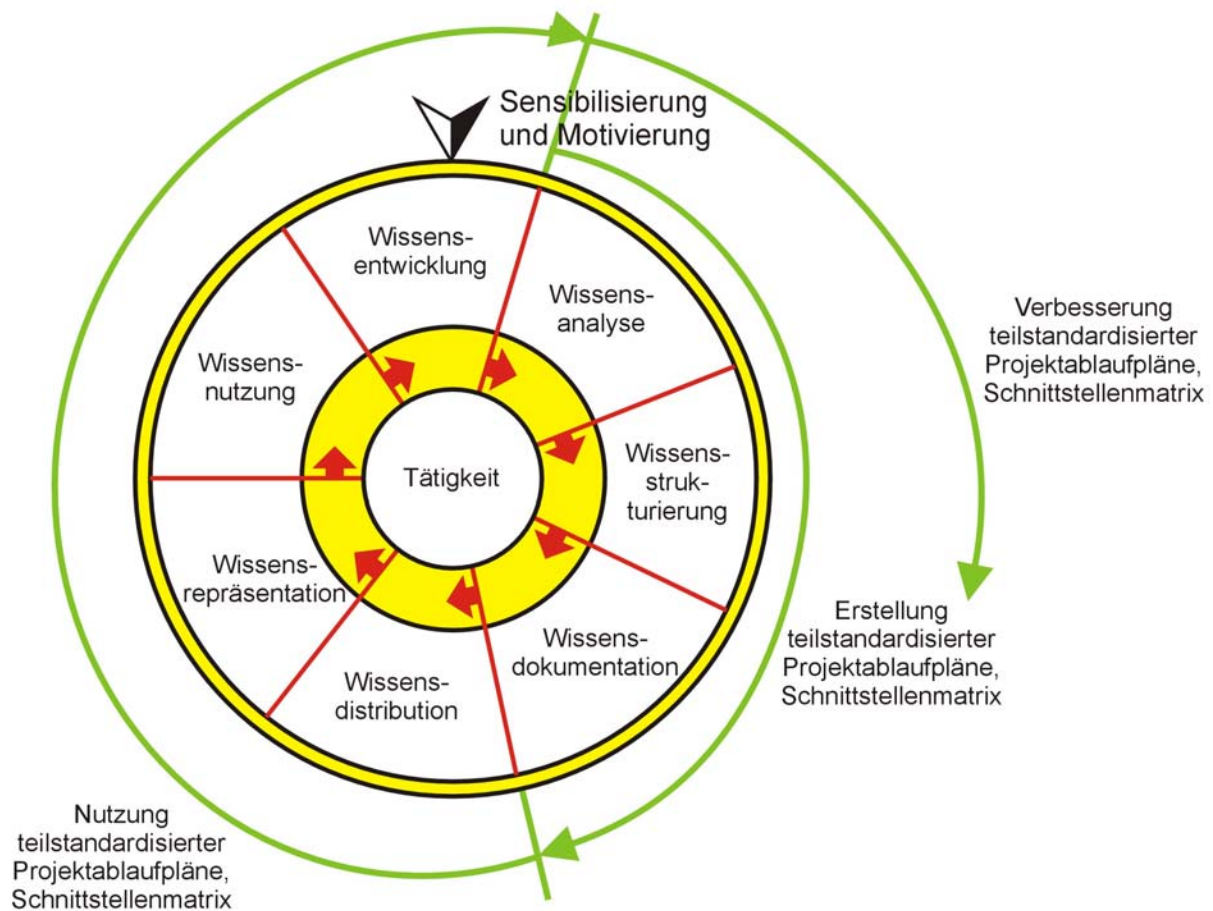 Sensibilisierung
und Motivierung
Wissens-
entwicklung
Wissens-
analyse
Wissens-
struk-
turierung
Wissens-
dokumentation
Wissens-
distribution
Wissens-
repräsentation
Wissens-
nutzung
Tätigkeit
Verbesserung
teilstandardisierter
Projektablaufpläne,
Schnittstellenmatrix
Erstellung
teilstandardisierter
Projektablaufpläne,
Schnittstellenmatrix
Nutzung
teilstandardisierter
Projektablaufpläne,
Schnittstellenmatrix